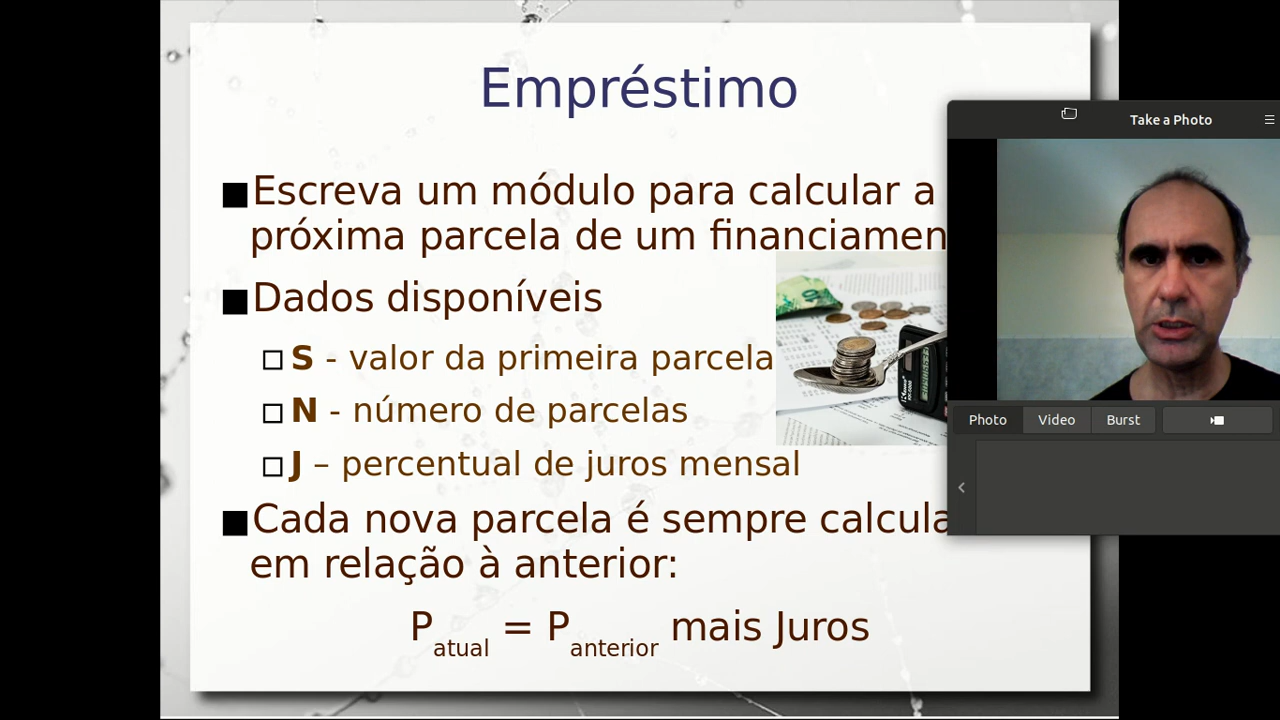 Empréstimo
Escreva um módulo para calcular a
próxima parcela de um financiamen
Dados disponíveis
S - valor da primeira parcela
N - número de parcelas
J – percentual de juros mensal
Cada nova parcela é sempre calcula
em relação à anterior:
Patual = Panterior mais Juros
Take a Photo
Photo Video Burst